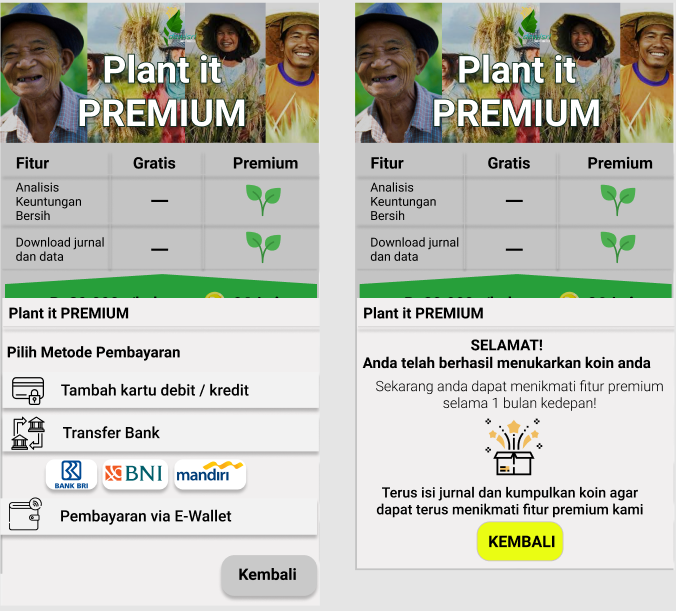 Plant it
PREMIUM
Fitur Gratis Premium
Analisis
Keuntungan
Bersih
—
Download jurnal
dan data
—
Plant it PREMIUM
Pilih Metode Pembayaran
Tambah kartu debit / kredit
Transfer Bank
BANK BRI
BNI
mandiri
Pembayaran via E-Wallet
Kembali
Plant it
PREMIUM
Fitur Gratis Premium
Analisis
Keuntungan
Bersih
—
Download jurnal
dan data
—
Plant it PREMIUM
SELAMAT!
Anda telah berhasil menukarkan koin anda
Sekarang anda dapat menikmati fitur premium
selama 1 bulan kedepan!
Terus isi jurnal dan kumpulkan koin agar
dapat terus menikmati fitur premium kami
KEMBALI